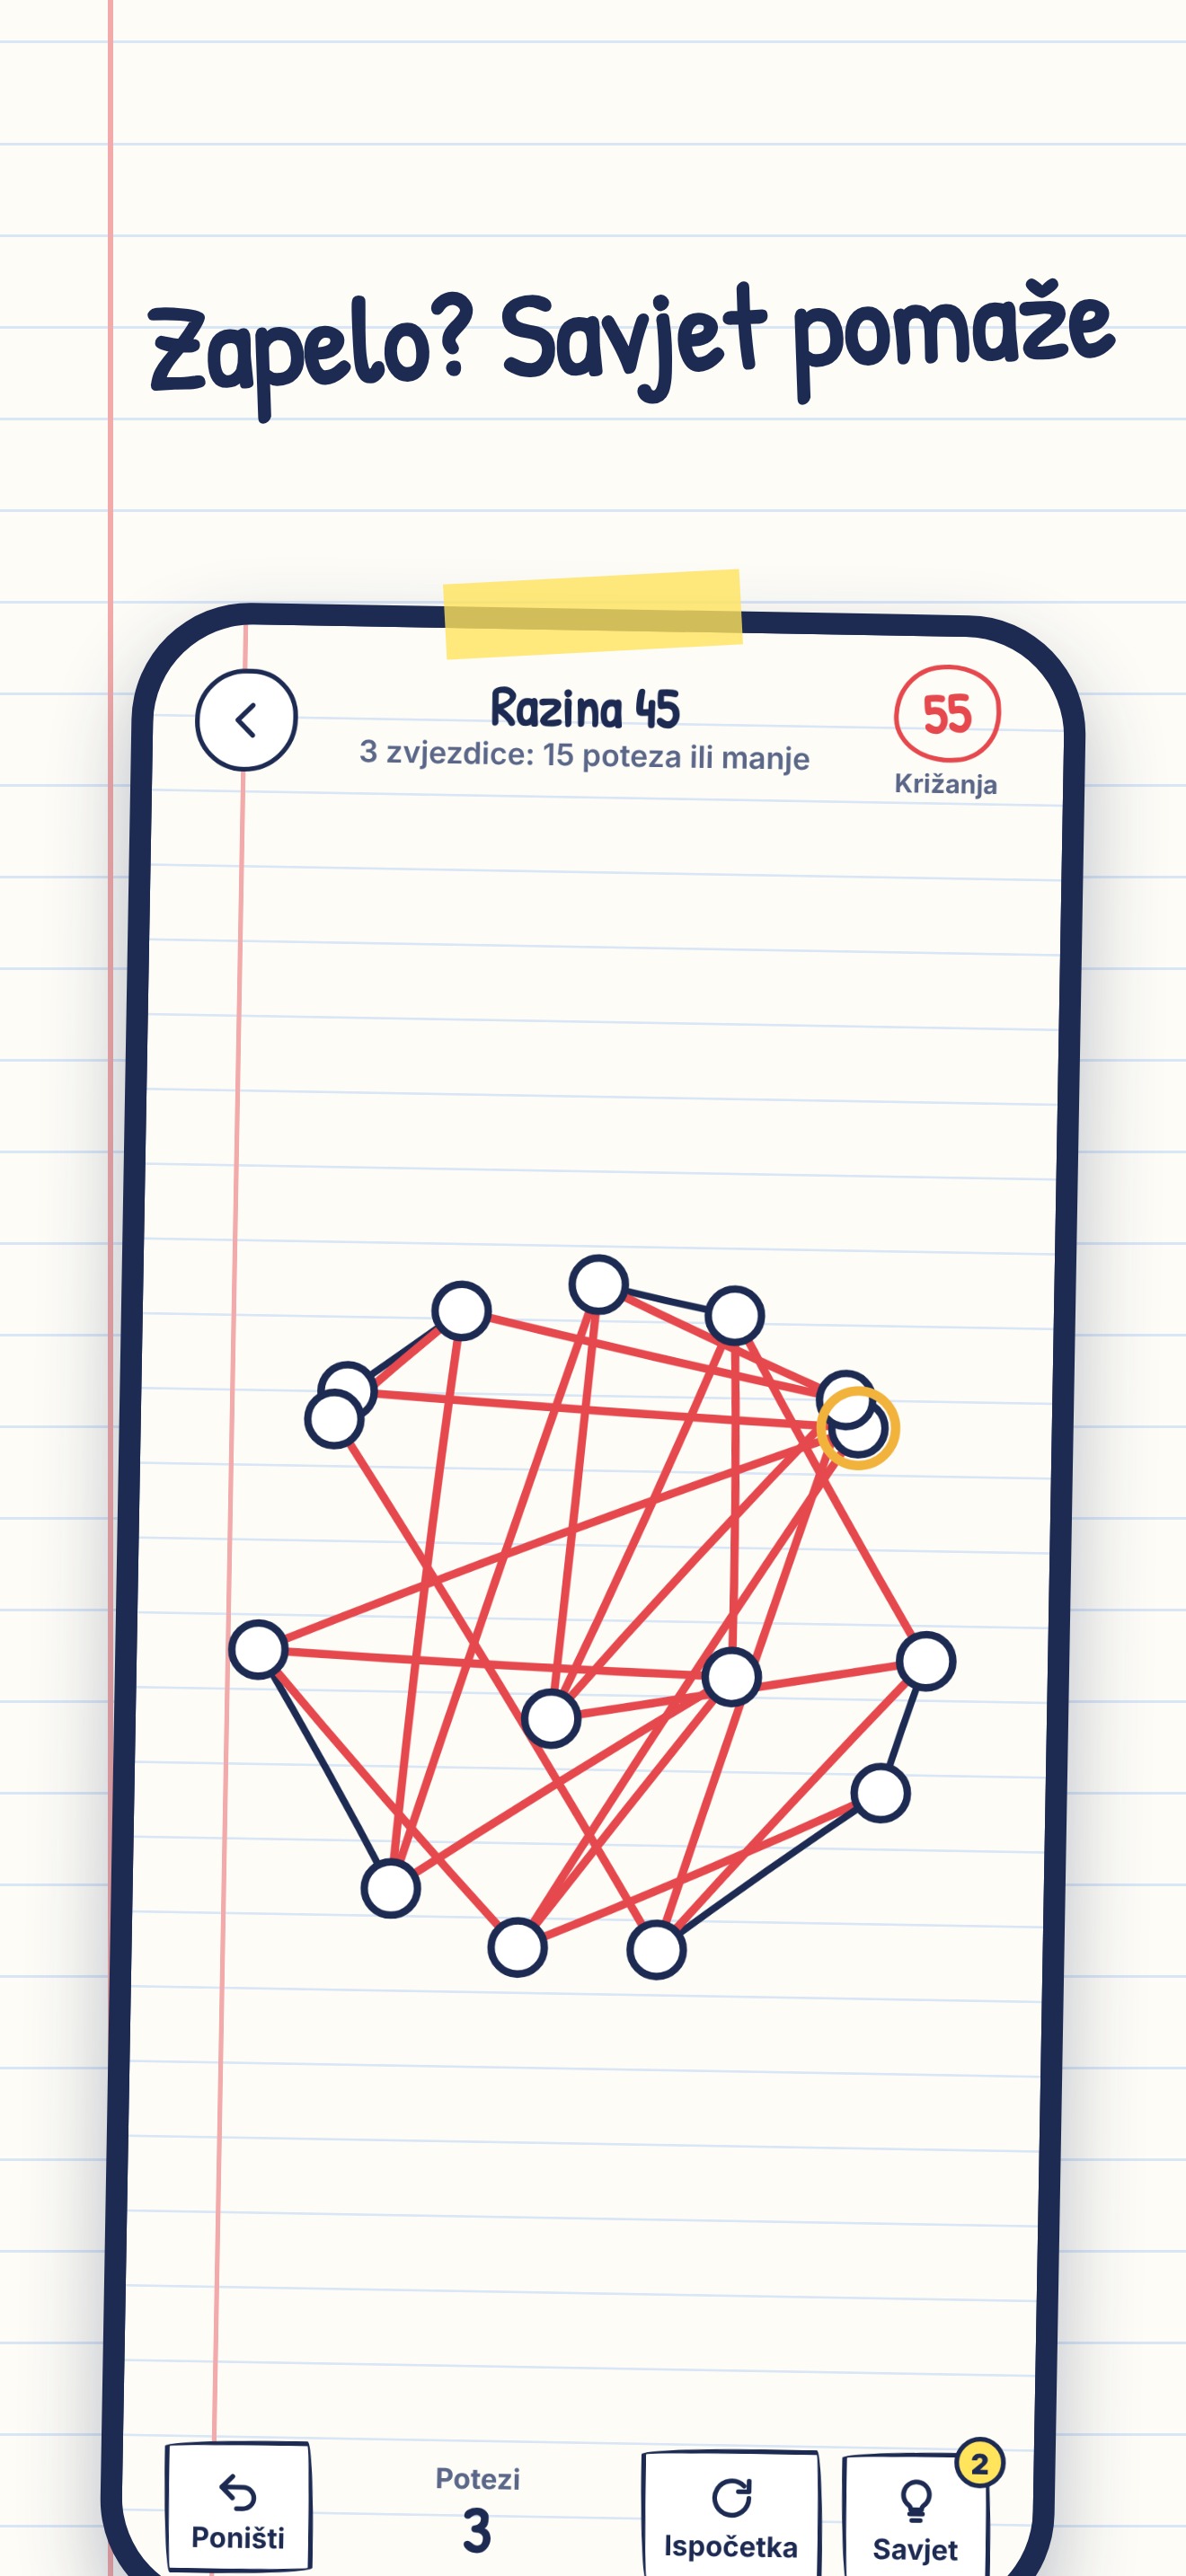 Zapelo? Savjet pomaže
Razina 45
3 zvjezdice: 15 poteza ili manje
55
Križanja
Poništi
Potezi
3
Ispočetka
2
Savjet